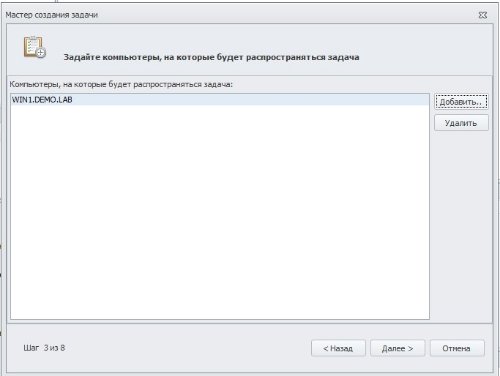 Мастер создания задачи
Задайте компьютеры, на которые будет распространяться задача
Компьютеры, на которые будет распространяться задача:
WIN1.DEMO.LAB
Добавить..
Удалить
Шаг 3 из 8
< Назад
Далее >
Отмена